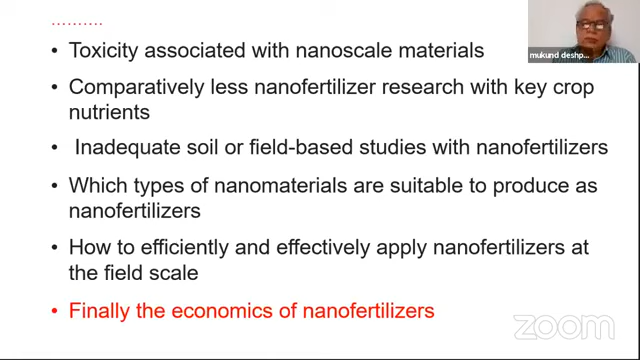 ..........
mukund deshp...
• Toxicity associated with nanoscale materials
• Comparatively less nanofertilizer research with key crop
nutrients
• Inadequate soil or field-based studies with nanofertilizers
• Which types of nanomaterials are suitable to produce as
nanofertilizers
• How to efficiently and effectively apply nanofertilizers at
the field scale
• Finally the economics of nanofertilizers
zoom